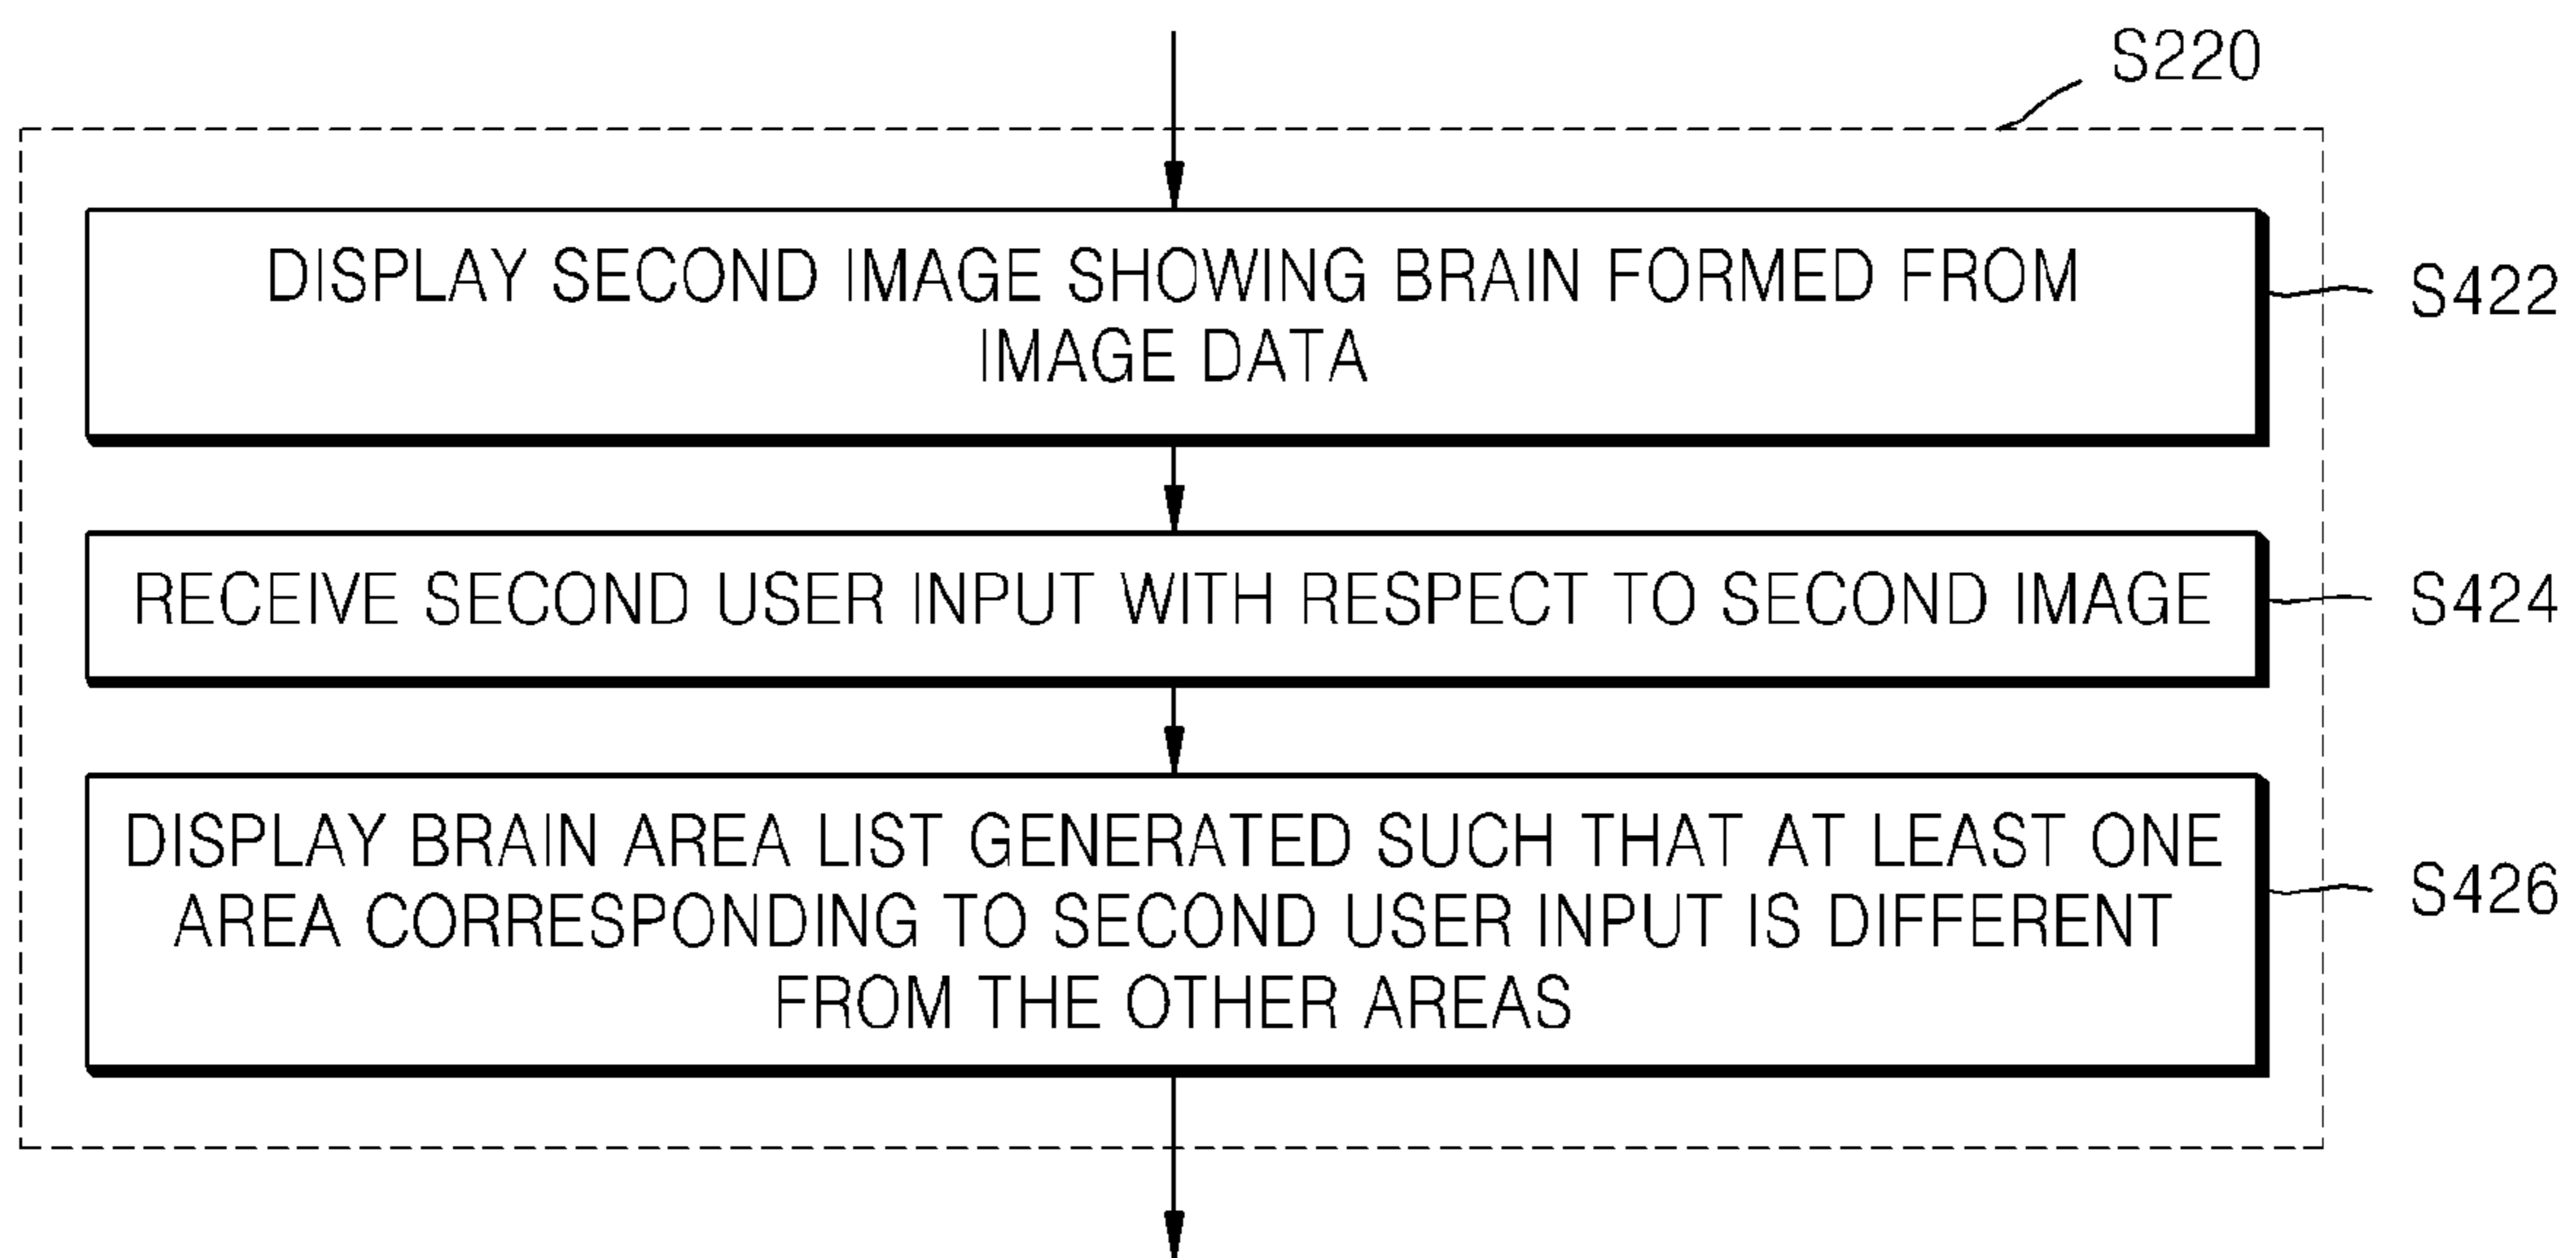 S220
DISPLAY SECOND IMAGE SHOWING BRAIN FORMED FROM
IMAGE DATA
S422
RECEIVE SECOND USER INPUT WITH RESPECT TO SECOND IMAGE
S424
DISPLAY BRAIN AREA LIST GENERATED SUCH THAT AT LEAST ONE
AREA CORRESPONDING TO SECOND USER INPUT IS DIFFERENT
FROM THE OTHER AREAS
S426